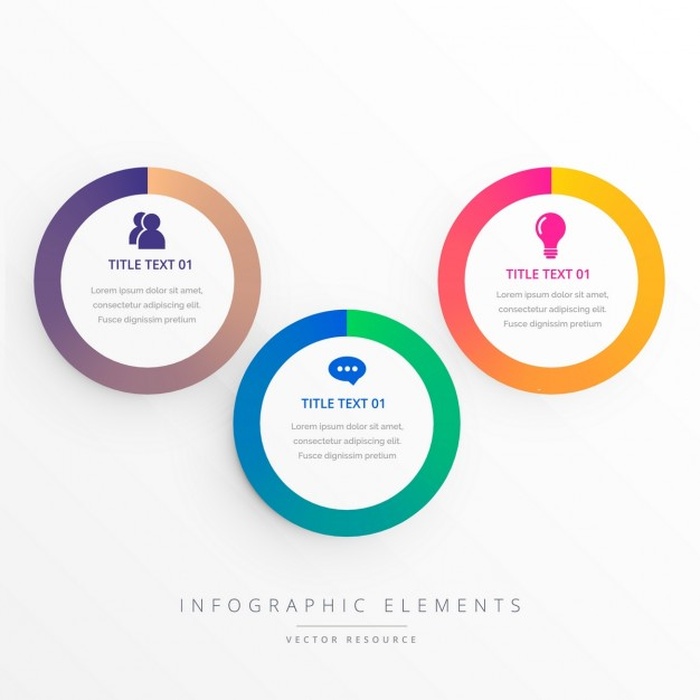 TITLE TEXT 01
Lorem ipsum dolor sit amet,
consectetur adipiscing elit.
Fusce dignissim pretium
TITLE TEXT 01
Lorem ipsum dolor sit amet,
consectetur adipiscing elit.
Fusce dignissim pretium
TITLE TEXT 01
Lorem ipsum dolor sit amet,
consectetur adipiscing elit.
Fusce dignissim pretium
INFOGRAPHIC ELEMENTS
VECTOR RESOURCE